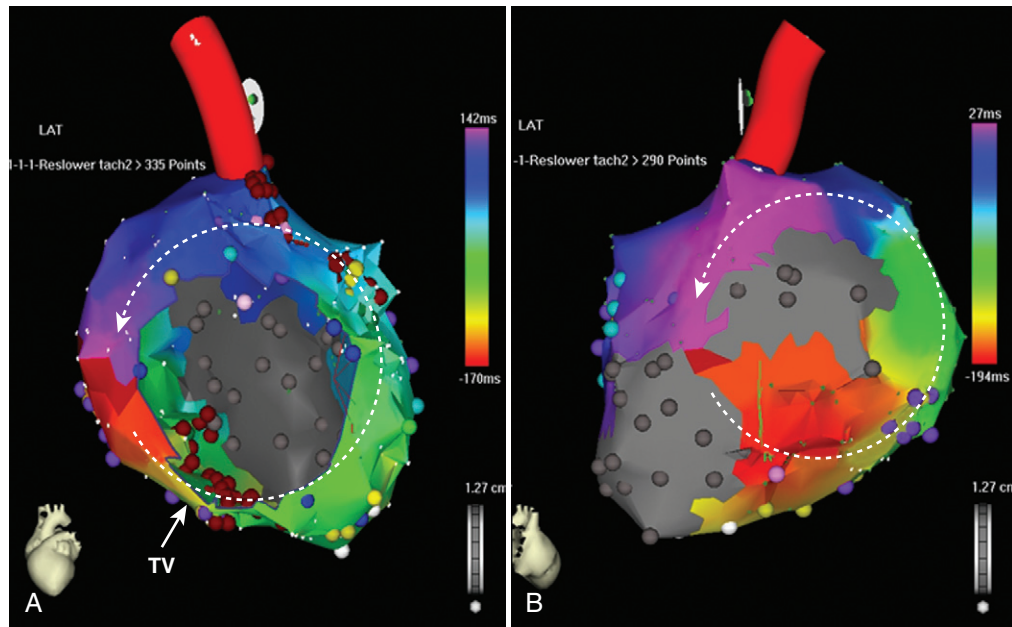 142ms
LAT
1-1-1-Reslower tach2 > 335 Points
-170ms
1.27 cm
TV
A
27ms
LAT
-1-Reslower tach2 > 290 Points
-194ms
1.27 cm
B